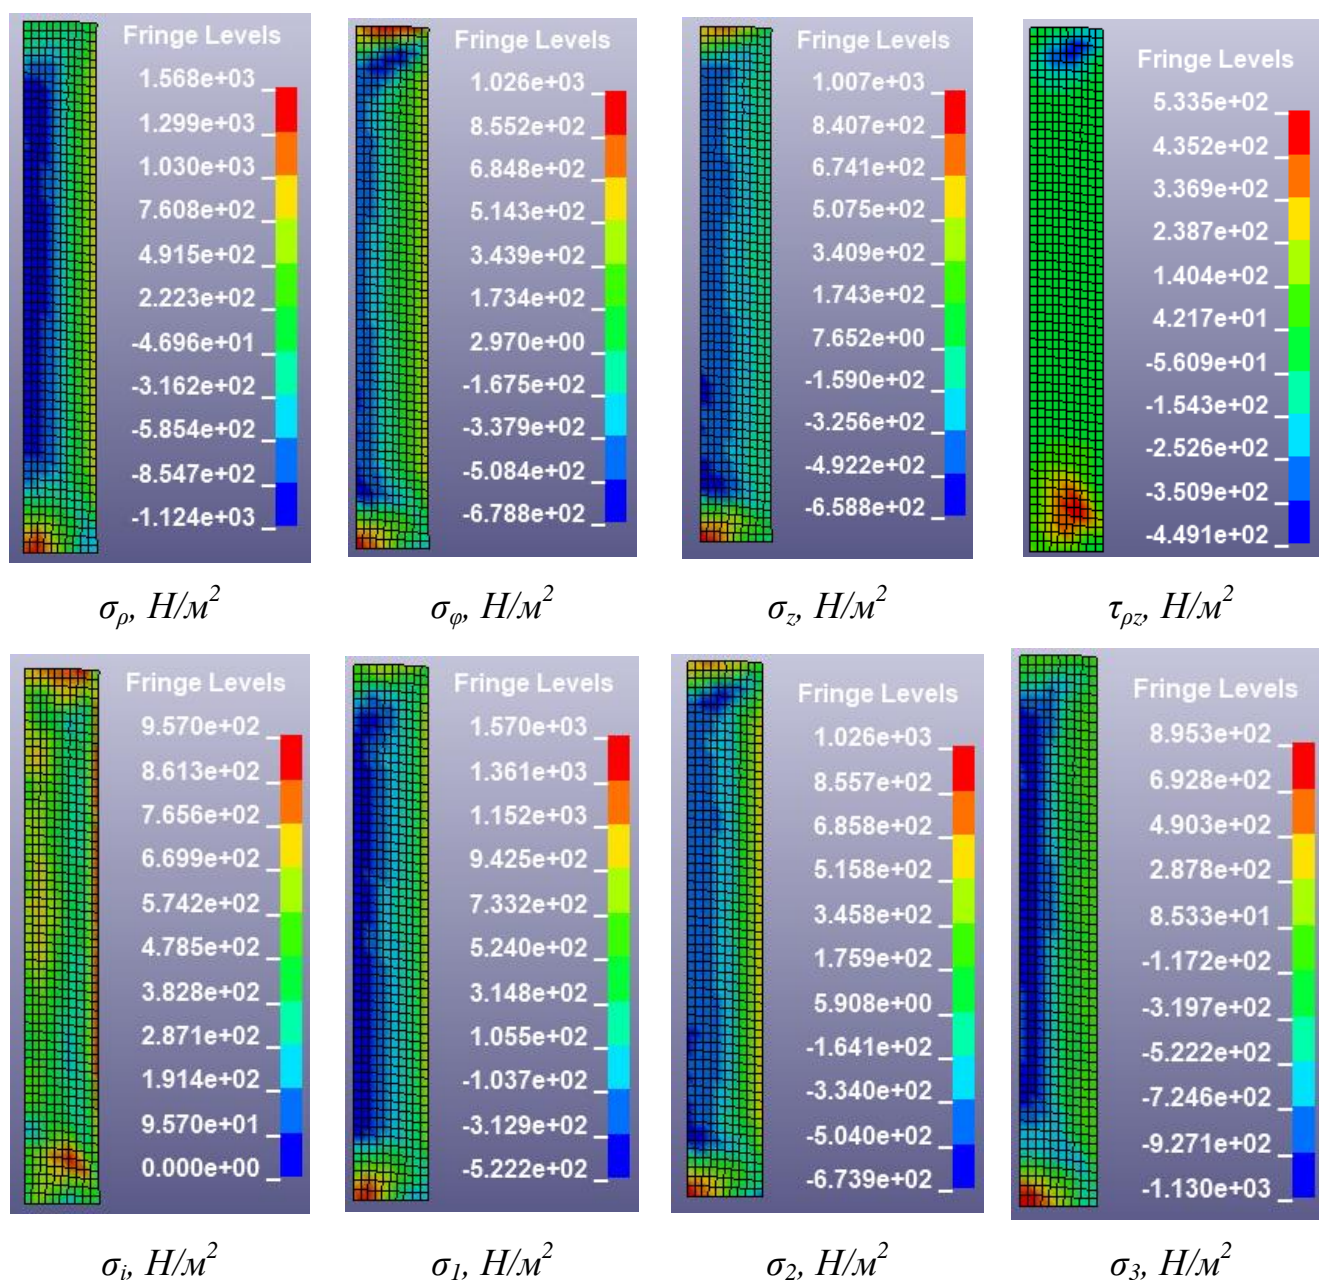 Fringe Levels
1.568e+03
1.299e+03
1.030e+03
7.608e+02
4.915e+02
2.223e+02
-4.696e+01
-3.162e+02
-5.854e+02
-8.547e+02
-1.124e+03
σρ, Н/м²
Fringe Levels
1.026e+03
8.552e+02
6.848e+02
5.143e+02
3.439e+02
1.734e+02
2.970e+00
-1.675e+02
-3.379e+02
-5.084e+02
-6.788e+02
σφ, Н/м²
Fringe Levels
1.007e+03
8.407e+02
6.741e+02
5.075e+02
3.409e+02
1.743e+02
7.652e+00
-1.590e+02
-3.256e+02
-4.922e+02
-6.588e+02
σz, Н/м²
Fringe Levels
5.335e+02
4.352e+02
3.369e+02
2.387e+02
1.404e+02
4.217e+01
-5.609e+01
-1.543e+02
-2.526e+02
-3.509e+02
-4.491e+02
τρz, Н/м²
Fringe Levels
9.570e+02
8.613e+02
7.656e+02
6.699e+02
5.742e+02
4.785e+02
3.828e+02
2.871e+02
1.914e+02
9.570e+01
0.000e+00
σi, Н/м²
Fringe Levels
1.570e+03
1.361e+03
1.152e+03
9.425e+02
7.332e+02
5.240e+02
3.148e+02
1.055e+02
-1.037e+02
-3.129e+02
-5.222e+02
σ1, Н/м²
Fringe Levels
1.026e+03
8.557e+02
6.858e+02
5.158e+02
3.458e+02
1.759e+02
5.908e+00
-1.641e+02
-3.340e+02
-5.040e+02
-6.739e+02
σ2, Н/м²
Fringe Levels
8.953e+02
6.928e+02
4.903e+02
2.878e+02
8.533e+01
-1.172e+02
-3.197e+02
-5.222e+02
-7.246e+02
-9.271e+02
-1.130e+03
σ3, Н/м²